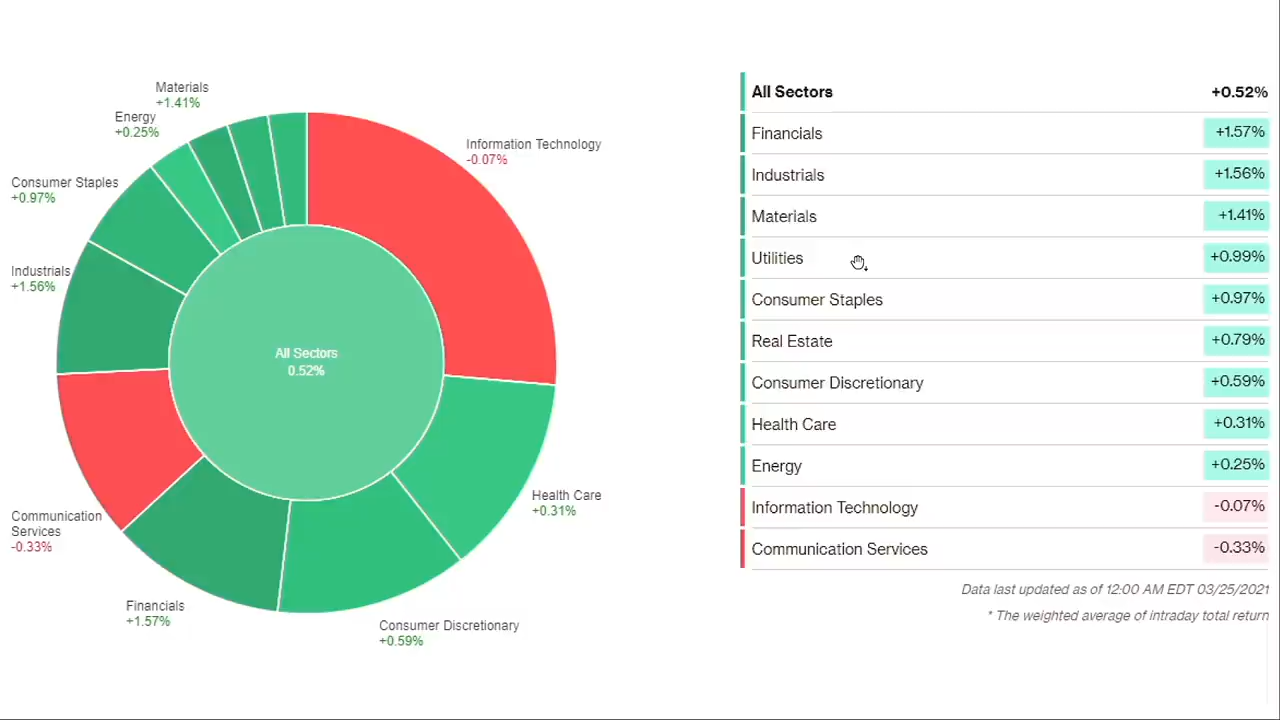 Materials
+1.41%
Energy
+0.25%
Information Technology
-0.07%
Consumer Staples
+0.97%
Industrials
+1.56%
All Sectors
0.52%
Health Care
+0.31%
Communication
Services
-0.33%
Financials
+1.57%
Consumer Discretionary
+0.59%
All Sectors +0.52%
Financials +1.57%
Industrials +1.56%
Materials +1.41%
Utilities +0.99%
Consumer Staples +0.97%
Real Estate +0.79%
Consumer Discretionary +0.59%
Health Care +0.31%
Energy +0.25%
Information Technology -0.07%
Communication Services -0.33%
Data last updated as of 12:00 AM EDT 03/25/2021
* The weighted average of intraday total return